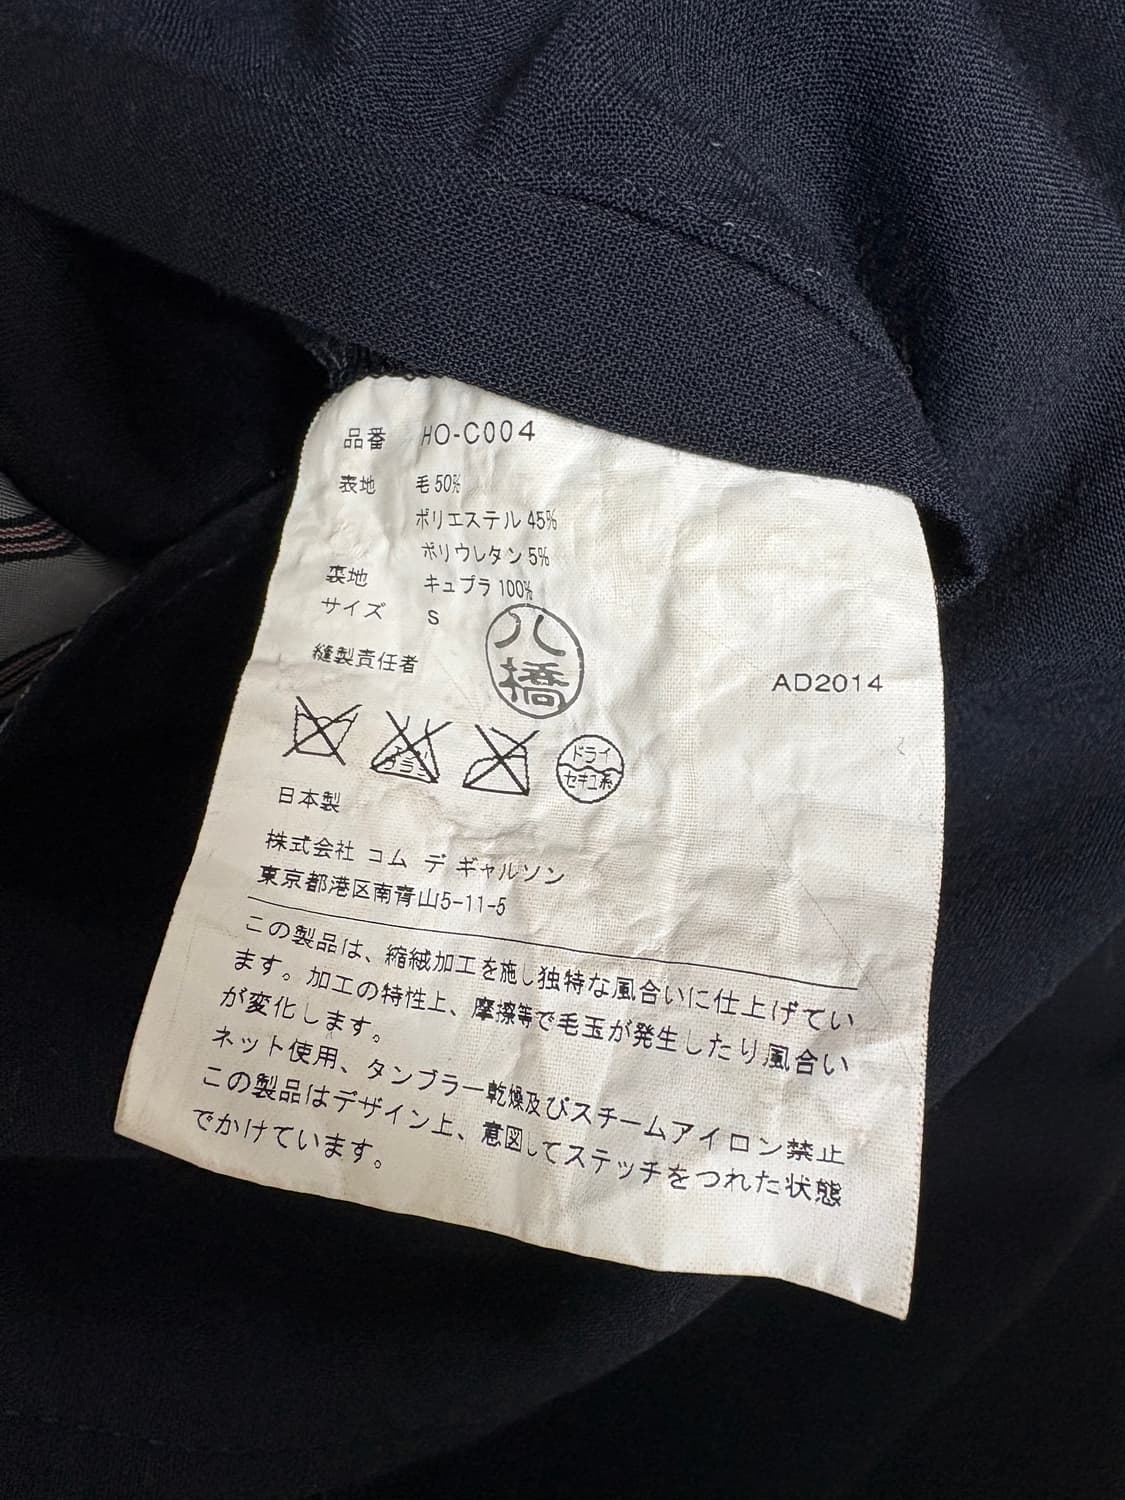 品番 HO-C004
表地 毛 50%
ポリエステル 45%
ポリウレタン 5%
裏地 キュプラ 100%
サイズ S
縫製責任者
八橋
AD2014
ドライ
セキユ系
日本製
株式会社 コム デ ギャルソン
東京都港区南青山5-11-5
この製品は、縮絨加工を施し独特な風合いに仕上げてい
ます。加工の特性上、摩擦等で毛玉が発生したり風合い
が変化します。
ネット使用、タンブラー乾燥及びスチームアイロン禁止
この製品はデザイン上、意図してステッチをつれた状態
でかけています。